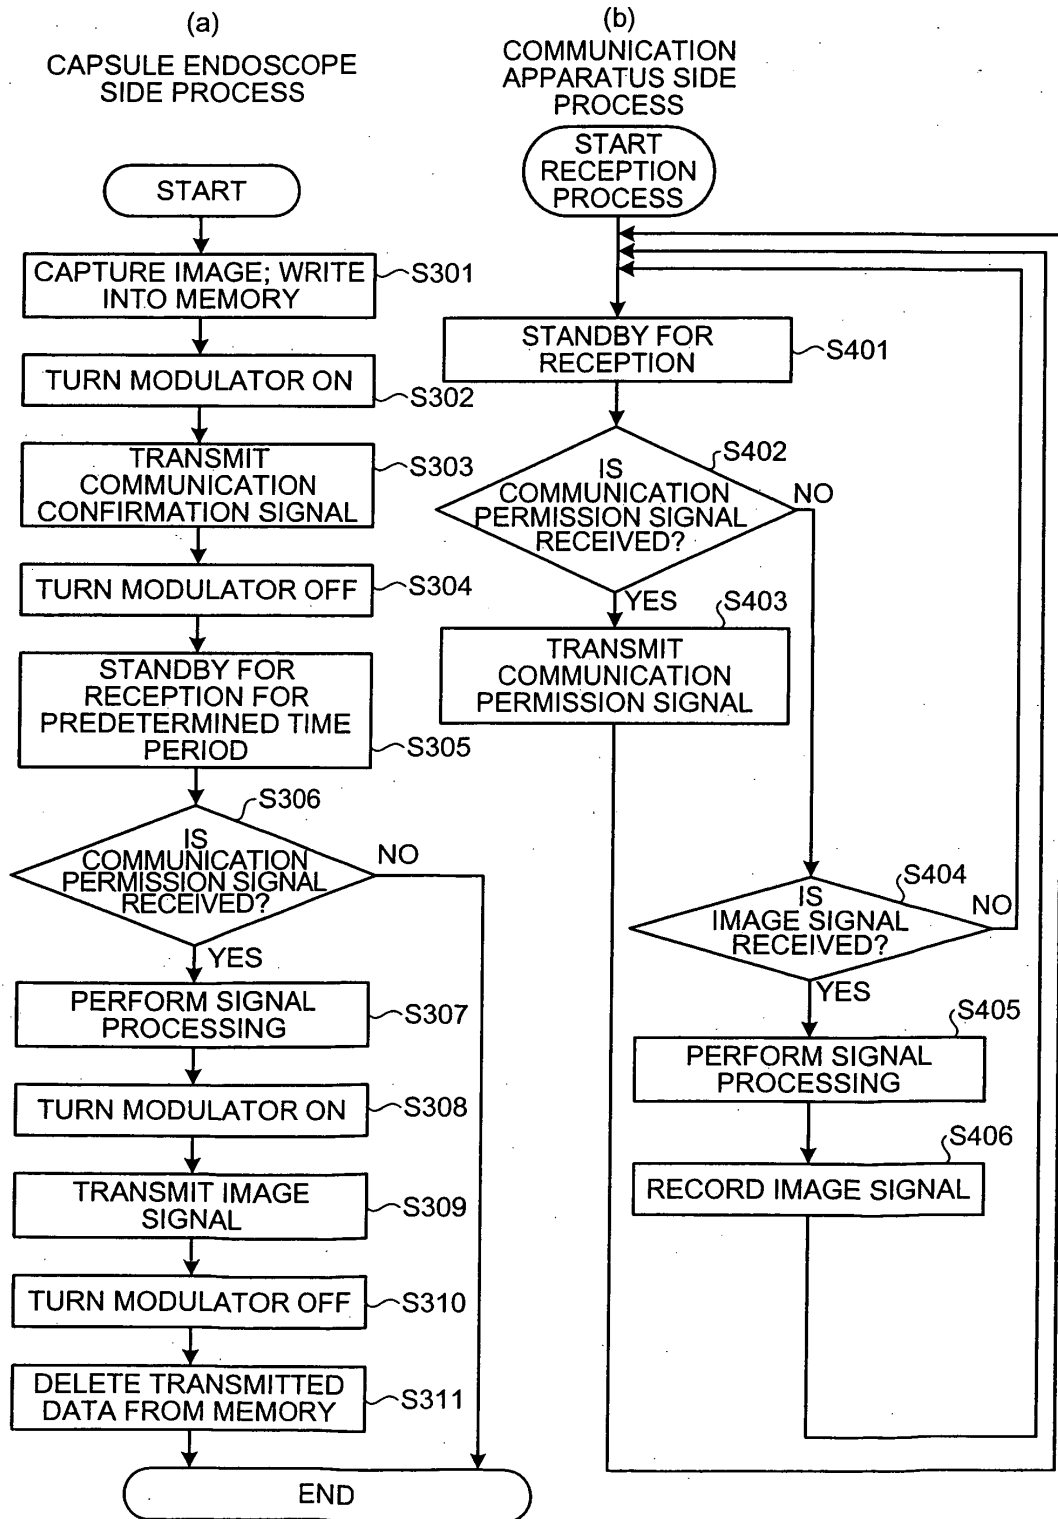 (a)
CAPSULE ENDOSCOPE
SIDE PROCESS
START
CAPTURE IMAGE; WRITE
INTO MEMORY
S301
TURN MODULATOR ON
S302
TRANSMIT
COMMUNICATION
CONFIRMATION SIGNAL
S303
TURN MODULATOR OFF
S304
STANDBY FOR
RECEPTION FOR
PREDETERMINED TIME
PERIOD
S305
S306
IS
COMMUNICATION
PERMISSION SIGNAL
RECEIVED?
NO
YES
PERFORM SIGNAL
PROCESSING
S307
TURN MODULATOR ON
S308
TRANSMIT IMAGE
SIGNAL
S309
TURN MODULATOR OFF
S310
DELETE TRANSMITTED
DATA FROM MEMORY
S311
END
(b)
COMMUNICATION
APPARATUS SIDE
PROCESS
START
RECEPTION
PROCESS
STANDBY FOR
RECEPTION
S401
S402
IS
COMMUNICATION
PERMISSION SIGNAL
RECEIVED?
NO
YES
S403
TRANSMIT
COMMUNICATION
PERMISSION SIGNAL
S404
IS
IMAGE SIGNAL
RECEIVED?
NO
YES
S405
PERFORM SIGNAL
PROCESSING
S406
RECORD IMAGE SIGNAL